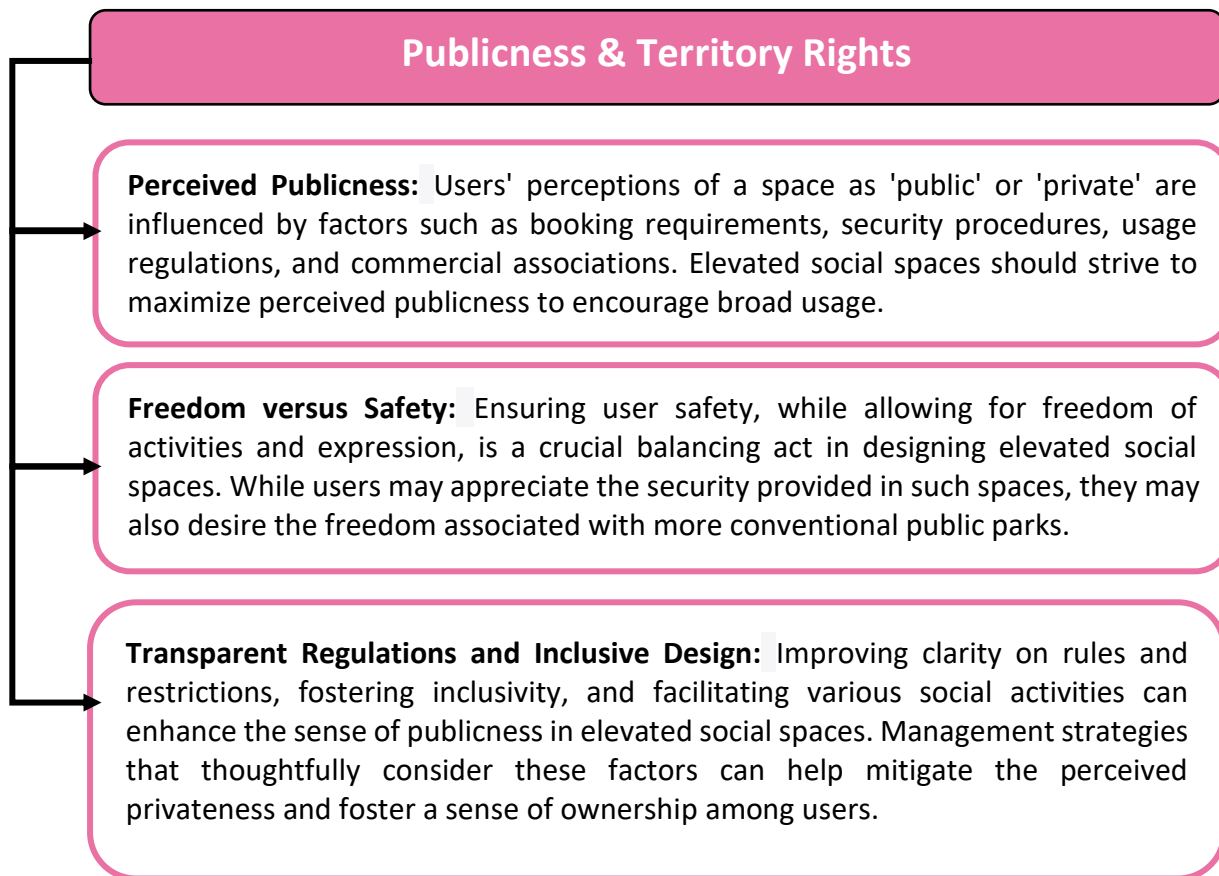 Publicness & Territory Rights
Perceived Publicness: Users' perceptions of a space as 'public' or 'private' are
influenced by factors such as booking requirements, security procedures, usage
regulations, and commercial associations. Elevated social spaces should strive to
maximize perceived publicness to encourage broad usage.
Freedom versus Safety: Ensuring user safety, while allowing for freedom of
activities and expression, is a crucial balancing act in designing elevated social
spaces. While users may appreciate the security provided in such spaces, they may
also desire the freedom associated with more conventional public parks.
Transparent Regulations and Inclusive Design: Improving clarity on rules and
restrictions, fostering inclusivity, and facilitating various social activities can
enhance the sense of publicness in elevated social spaces. Management strategies
that thoughtfully consider these factors can help mitigate the perceived
privateness and foster a sense of ownership among users.